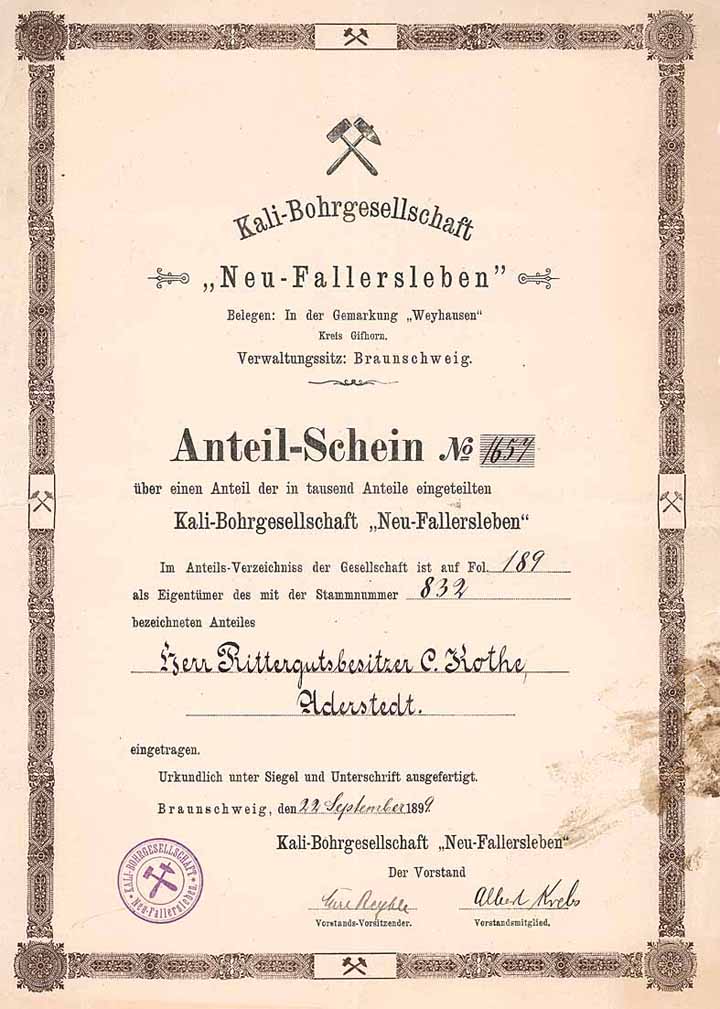 Kali-Bohrgesellschaft
„Neu-Fallersleben”
Belegen: In der Gemarkung „Weyhausen“
Kreis Gifhorn.
Verwaltungssitz: Braunschweig.
Anteil-Schein № 1657
über einen Anteil der in tausend Anteile eingeteilten
Kali-Bohrgesellschaft „Neu-Fallersleben“
Im Anteils-Verzeichniss der Gesellschaft ist auf Fol. 189
als Eigentümer des mit der Stammnummer 832
bezeichneten Anteiles
Herr Rittergutsbesitzer C. Kothe,
Aderstedt.
eingetragen.
Urkundlich unter Siegel und Unterschrift ausgefertigt.
Braunschweig, den 22 September 1899.
Kali-Bohrgesellschaft „Neu-Fallersleben“
Der Vorstand
Albert Krebs
Vorstands-Vorsitzender. Vorstandsmitglied.
KALI-BOHRGESELLSCHAFT
Neu-Fallersleben.